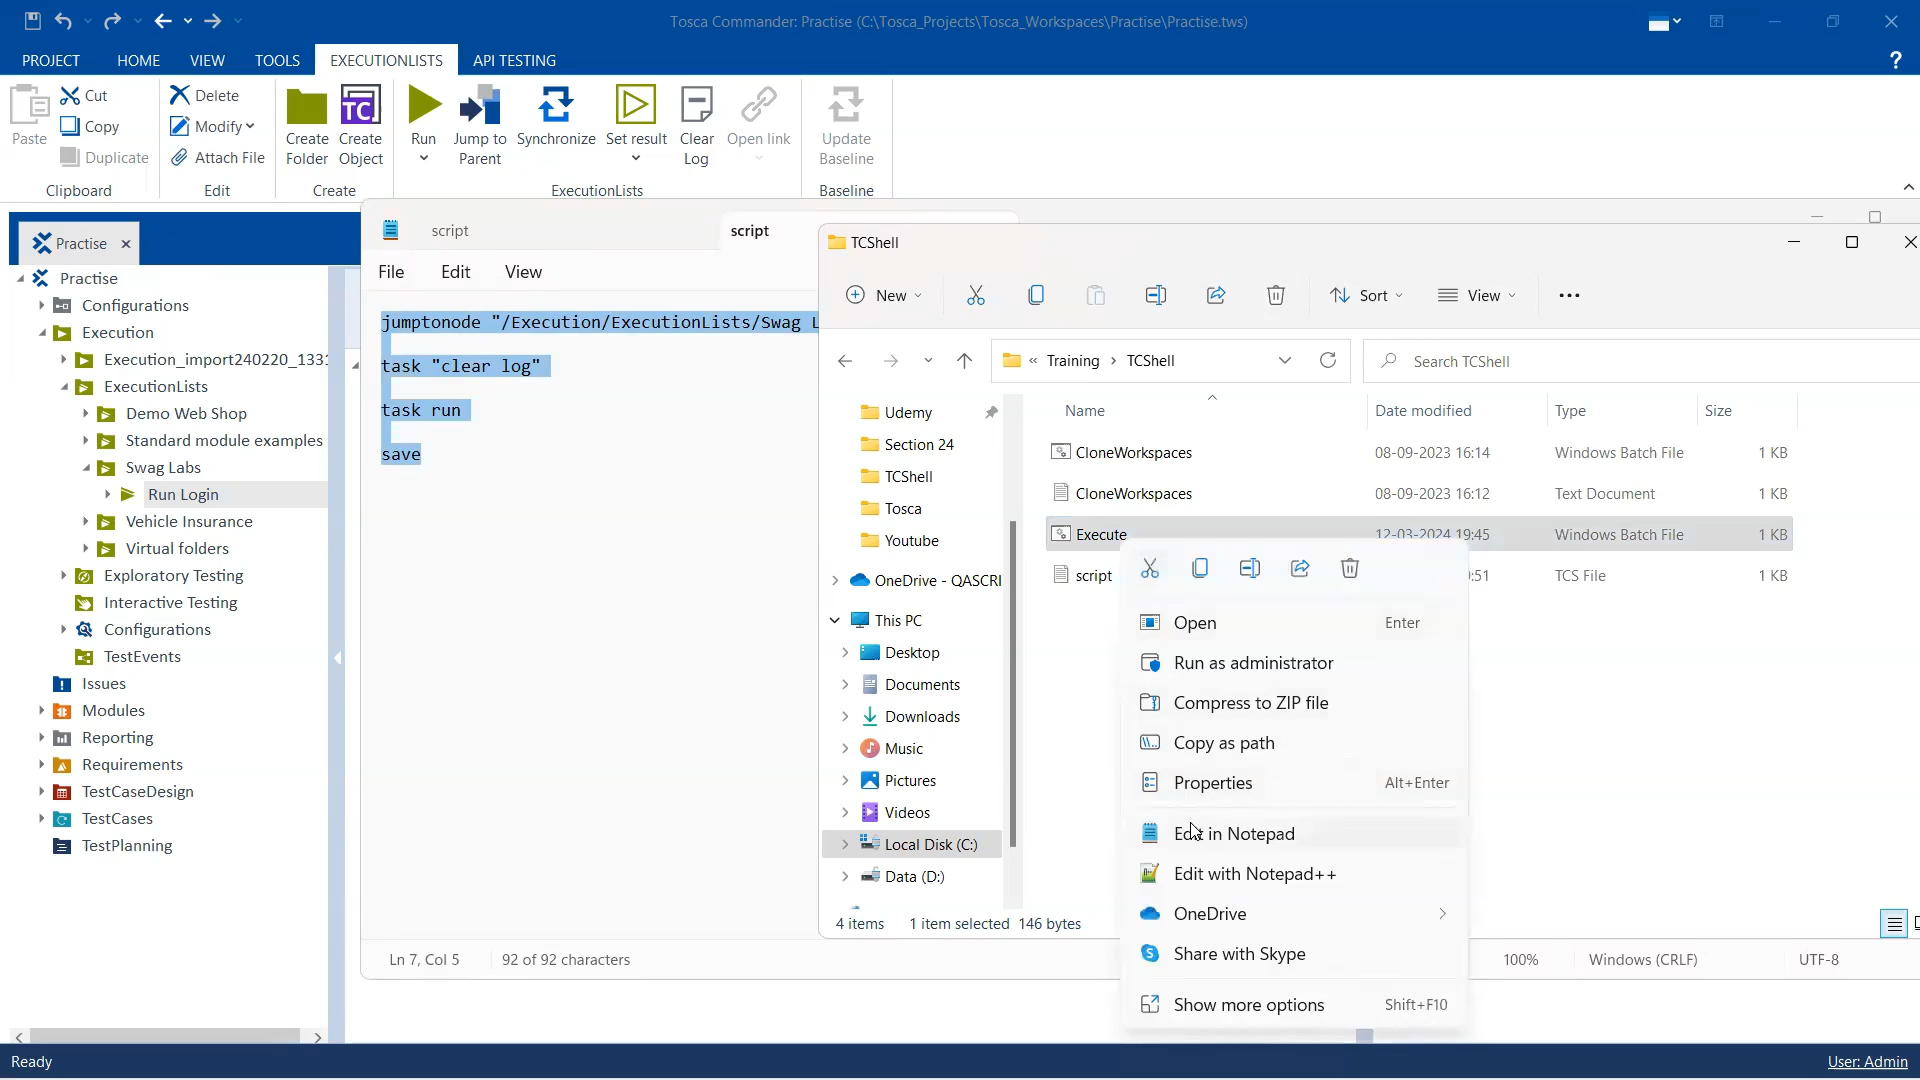 Tosca Commander: Practise (C:\Tosca_Projects\Tosca_Workspaces\Practise\Practise.tws)
PROJECT HOME VIEW TOOLS EXECUTIONLISTS API TESTING ?
Paste
Cut
Copy
Duplicate
Clipboard
Delete
Modify
Attach File
Edit
Create Folder
TC
Create Object
Create
Run
Jump to Parent
Synchronize
Set result
Clear Log
Open link
ExecutionLists
Update Baseline
Baseline
Practise
Practise
Configurations
Execution
Execution_import240220_1331
ExecutionLists
Demo Web Shop
Standard module examples
Swag Labs
Run Login
Vehicle Insurance
Virtual folders
Exploratory Testing
Interactive Testing
Configurations
TestEvents
Issues
Modules
Reporting
Requirements
TestCaseDesign
TestCases
TestPlanning
script
script
File Edit View
jumptonode "/Execution/ExecutionLists/Swag L
task "clear log"
task run
save
Ln 7, Col 5
92 of 92 characters
100%
Windows (CRLF)
UTF-8
TCShell
New
Sort
View
« Training > TCShell
Search TCShell
Udemy
Section 24
TCShell
Tosca
Youtube
OneDrive - QASCRI
This PC
Desktop
Documents
Downloads
Music
Pictures
Videos
Local Disk (C:)
Data (D:)
Name Date modified Type Size
CloneWorkspaces 08-09-2023 16:14 Windows Batch File 1 KB
CloneWorkspaces 08-09-2023 16:12 Text Document 1 KB
Execute 12-03-2024 19:45 Windows Batch File 1 KB
script :51 TCS File 1 KB
4 items 1 item selected 146 bytes
Open Enter
Run as administrator
Compress to ZIP file
Copy as path
Properties Alt+Enter
Edit in Notepad
Edit with Notepad++
OneDrive
Share with Skype
Show more options Shift+F10
Ready
User: Admin